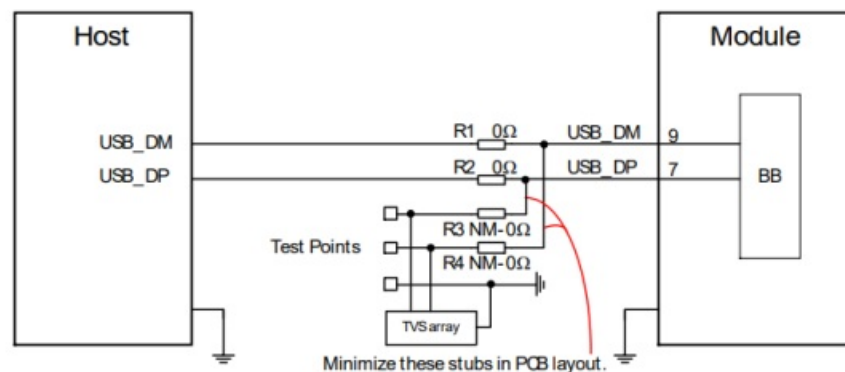 Host
Module
R1 0Ω
USB_DM
USB_DM
9
R2 0Ω
USB_DP
USB_DP
7
BB
R3 NM-0Ω
Test Points
R4 NM-0Ω
TVS array
Minimize these stubs in PCB layout.